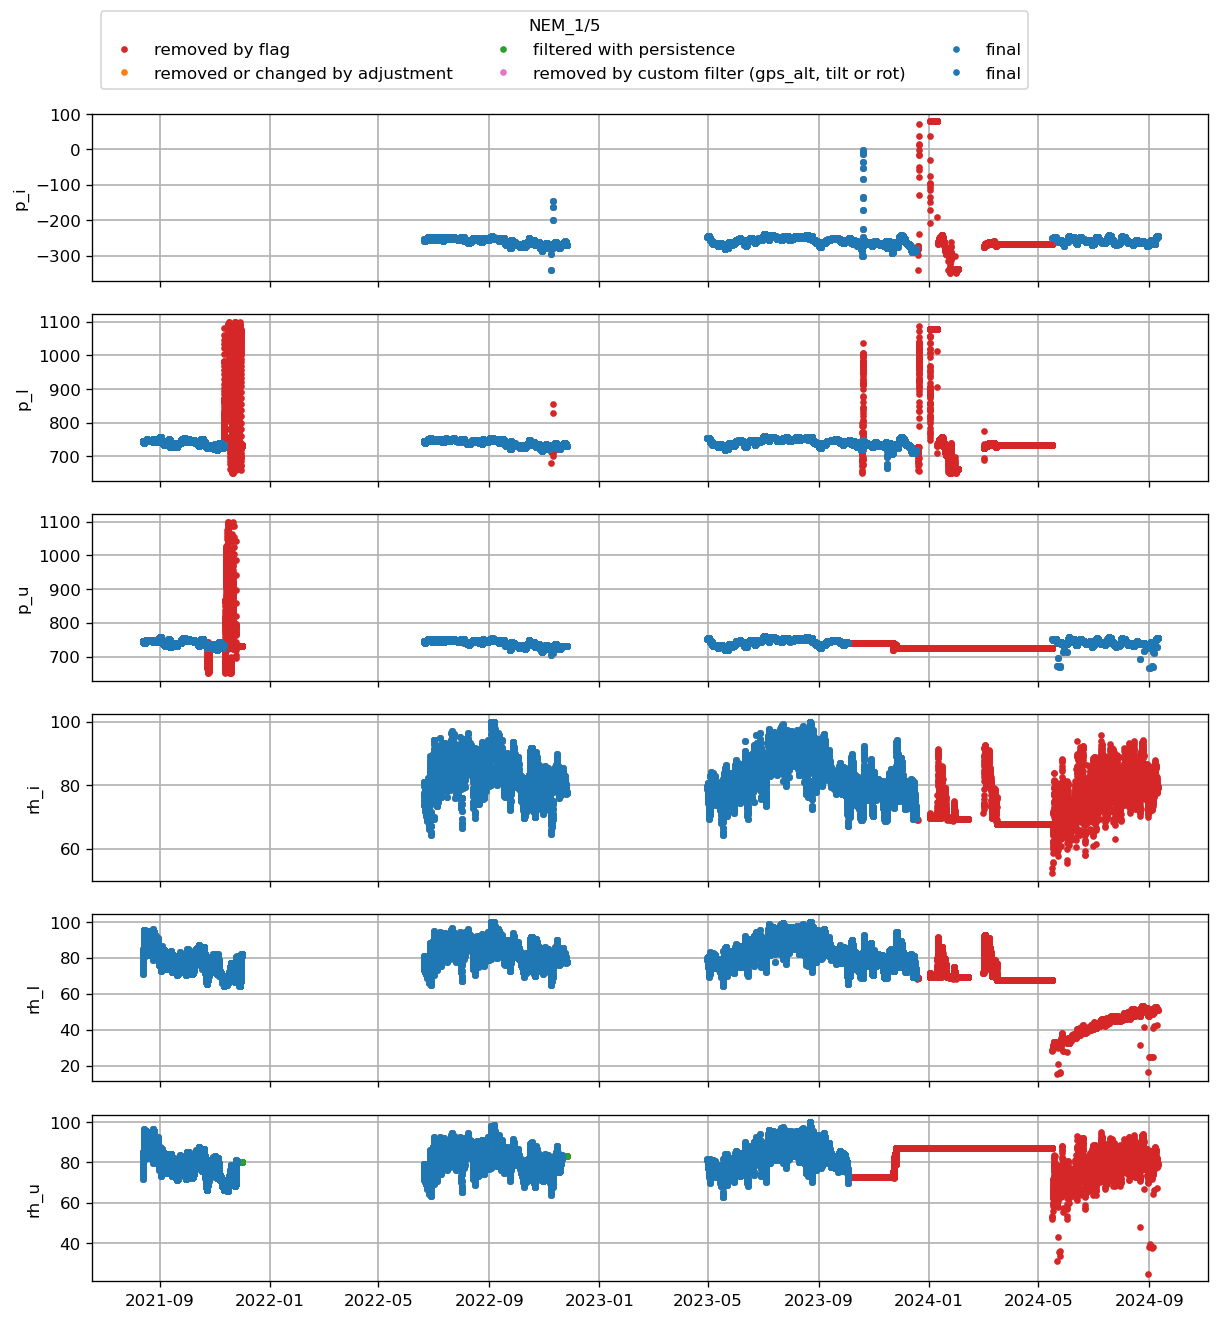 NEM_1/5
removed by flag filtered with persistence final
removed or changed by adjustment removed by custom filter (gps_alt, tilt or rot) final
100
0
−100
−200
−300
p_i
1100
1000
900
800
700
p_l
1100
1000
900
800
700
p_u
100
80
60
rh_i
100
80
60
40
20
rh_l
100
80
60
40
rh_u
2021-09 2022-01 2022-05 2022-09 2023-01 2023-05 2023-09 2024-01 2024-05 2024-09